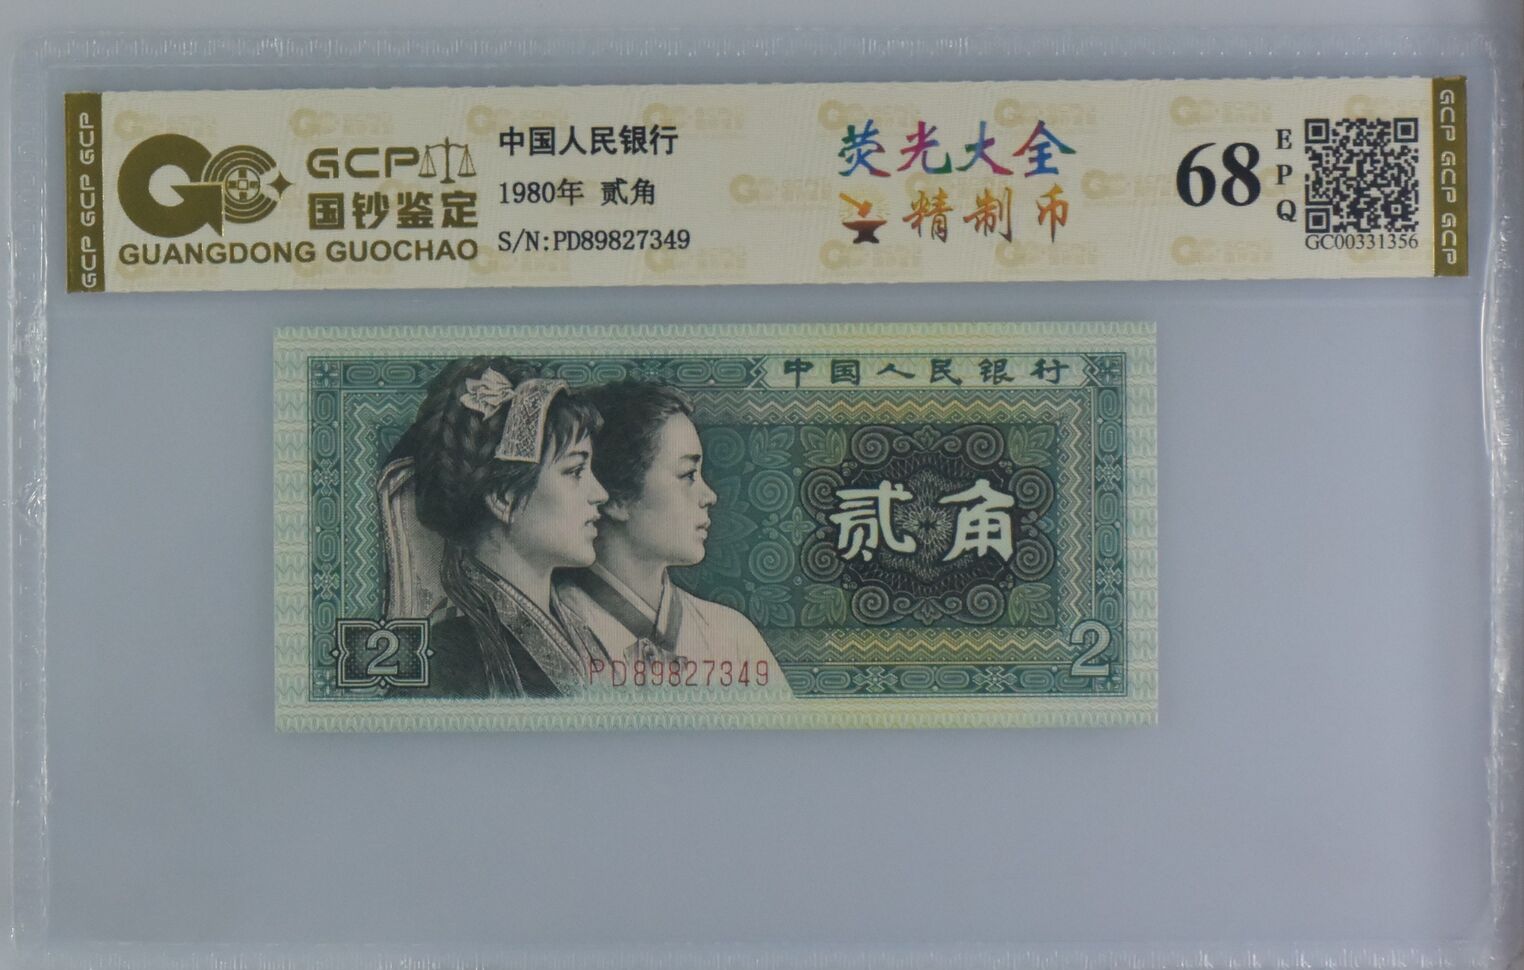 GCP GCP GCP
GCP
国钞鉴定
GUANGDONG GUOCHAO
中国人民银行
1980年 贰角
S/N:PD89827349
荧光大全
精制币
68
EPQ
GC00331356
GCP GCP GCP
中国人民银行
贰角
2
2
PD89827349